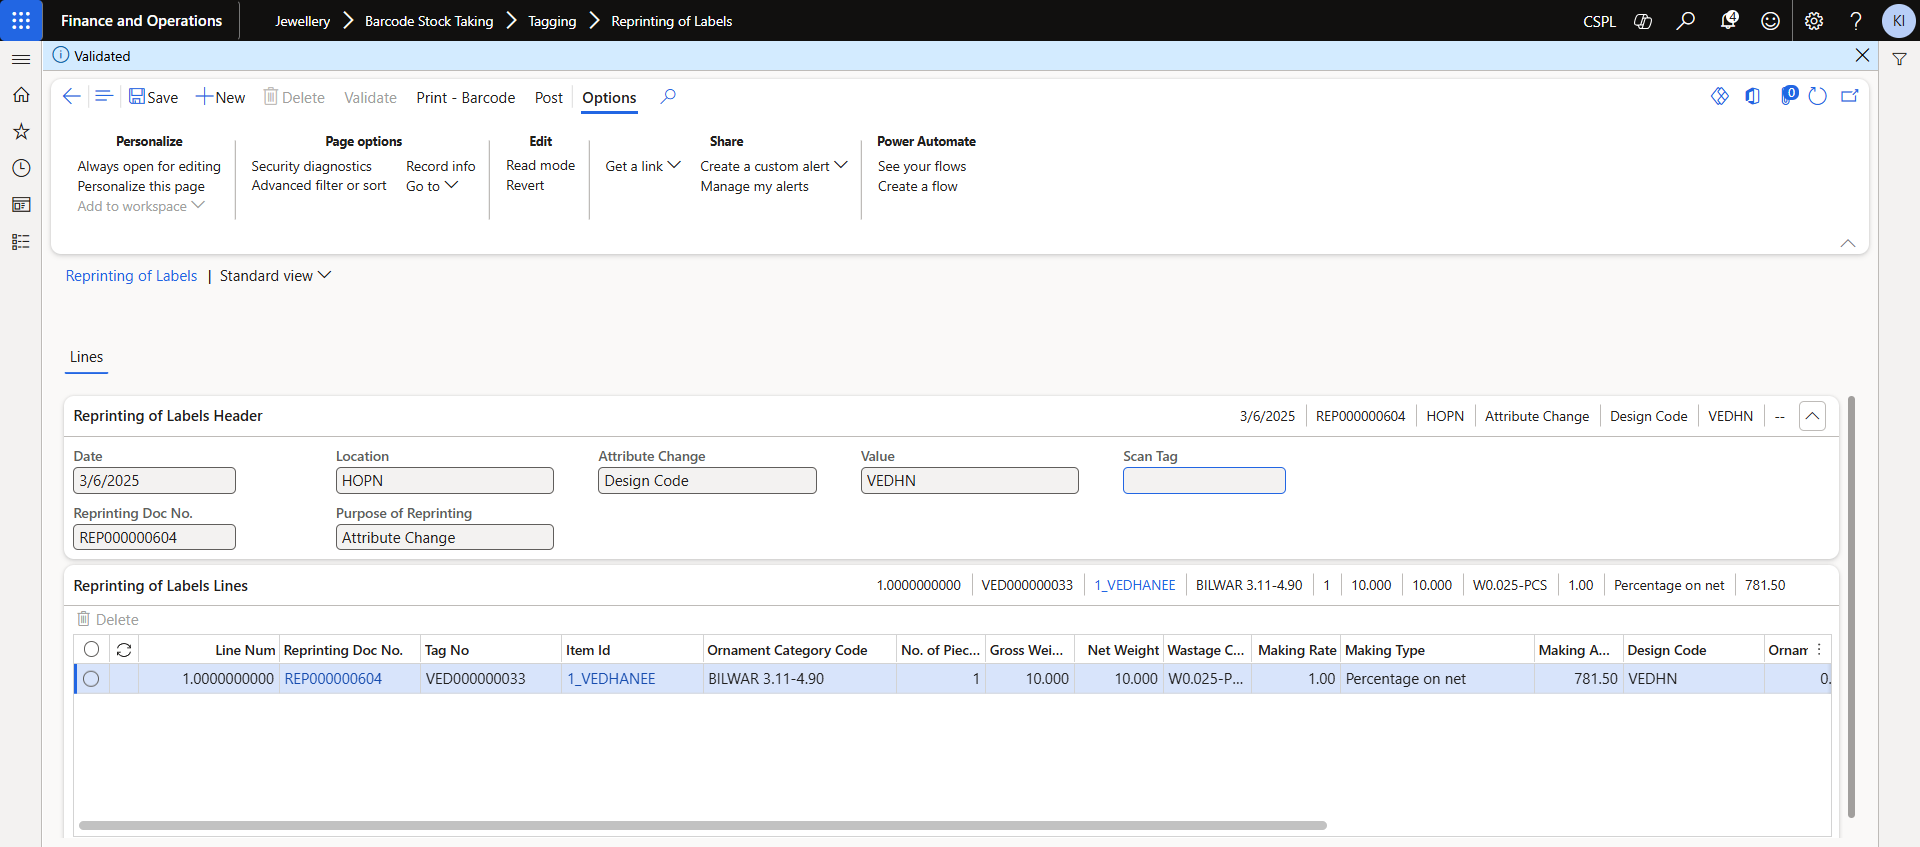 Finance and Operations
Jewellery > Barcode Stock Taking > Tagging > Reprinting of Labels
CSPL
4
KI
Validated
Save
New
Delete
Validate
Print - Barcode
Post
Options
0
Personalize
Always open for editing
Personalize this page
Add to workspace
Page options
Security diagnostics
Advanced filter or sort
Record info
Go to
Edit
Read mode
Revert
Share
Get a link
Create a custom alert
Manage my alerts
Power Automate
See your flows
Create a flow
Reprinting of Labels | Standard view
Lines
Reprinting of Labels Header
3/6/2025 | REP000000604 | HOPN | Attribute Change | Design Code | VEDHN | --
Date
3/6/2025
Location
HOPN
Attribute Change
Design Code
Value
VEDHN
Scan Tag
Reprinting Doc No.
REP000000604
Purpose of Reprinting
Attribute Change
Reprinting of Labels Lines
1.0000000000 | VED000000033 | 1_VEDHANEE | BILWAR 3.11-4.90 | 1 | 10.000 | 10.000 | W0.025-PCS | 1.00 | Percentage on net | 781.50
Delete
Line Num Reprinting Doc No. Tag No Item Id Ornament Category Code No. of Piec... Gross Wei... Net Weight Wastage C... Making Rate Making Type Making A... Design Code Ornam
1.0000000000 REP000000604 VED000000033 1_VEDHANEE BILWAR 3.11-4.90 1 10.000 10.000 W0.025-P... 1.00 Percentage on net 781.50 VEDHN 0.